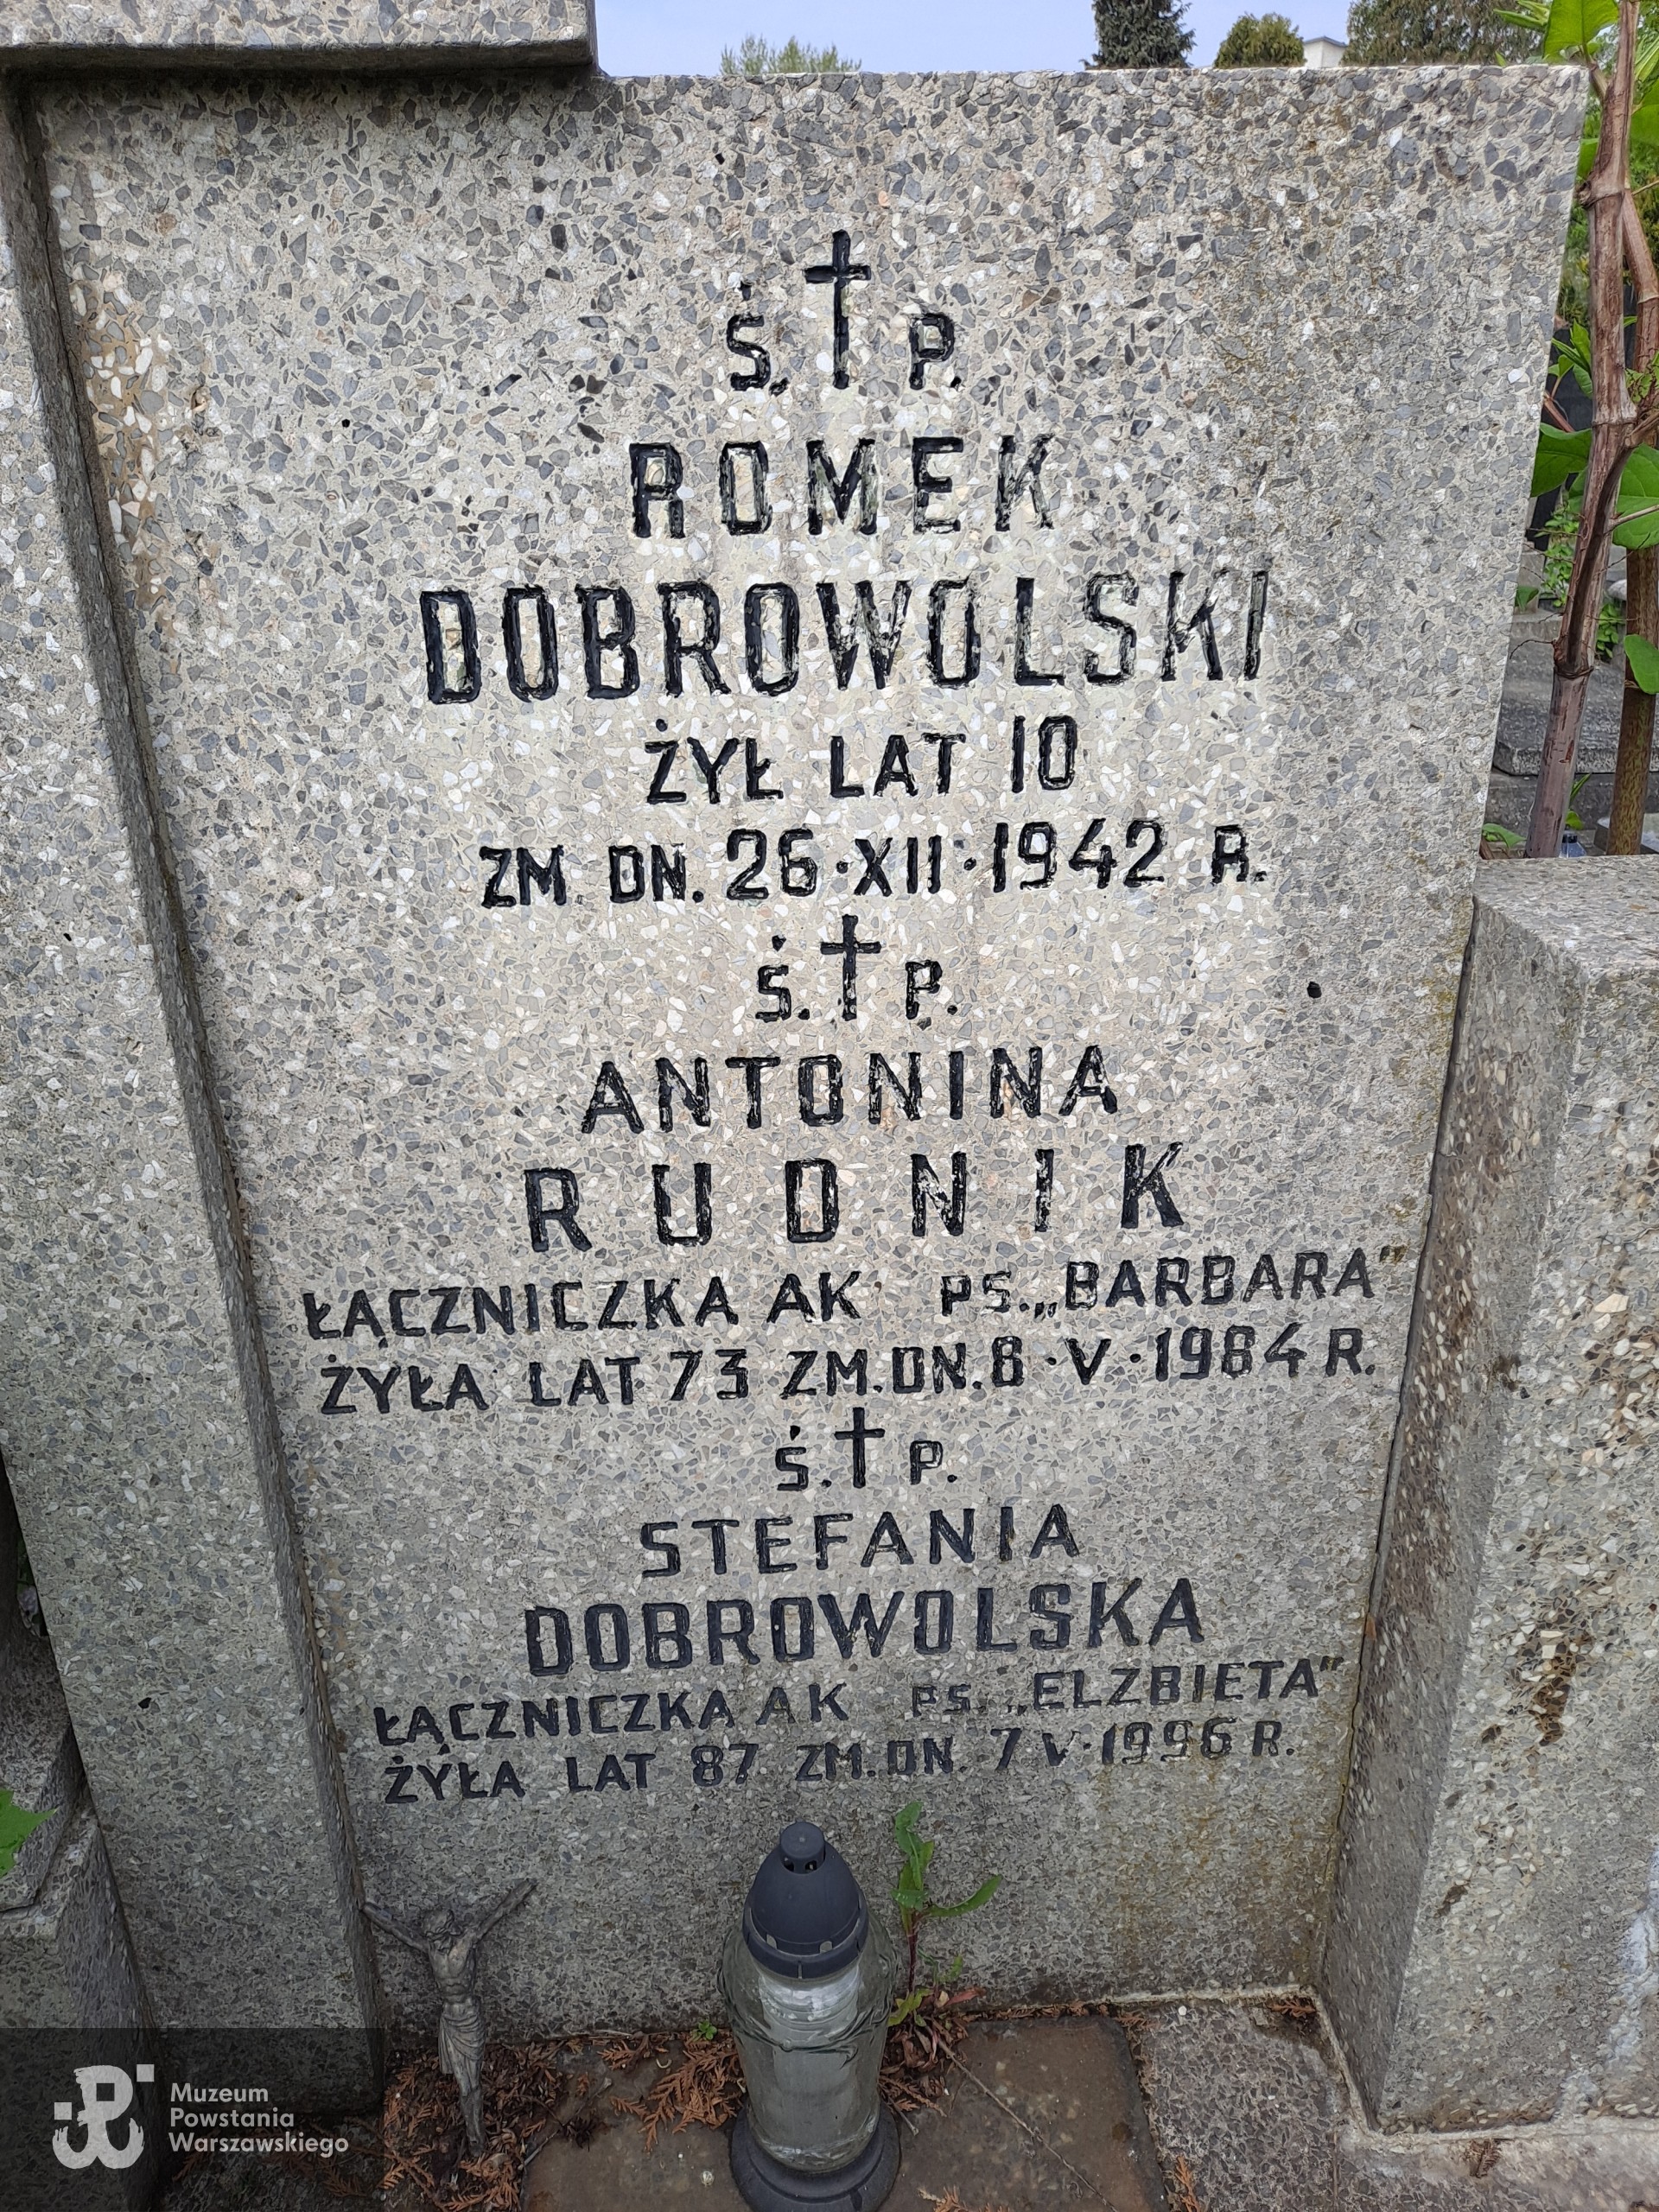 Ś. P.
ROMEK
DOBROWOLSKI
ŻYŁ LAT 10
ZM. DN. 26·XII·1942 R.
Ś. P.
ANTONINA
RUDNIK
ŁĄCZNICZKA AK PS. „BARBARA"
ŻYŁA LAT 73 ZM. DN. 8·V·1984 R.
Ś. P.
STEFANIA
DOBROWOLSKA
ŁĄCZNICZKA AK PS. „ELZBIETA"
ŻYŁA LAT 87 ZM. DN. 7 V·1996 R.
Muzeum
Powstania
Warszawskiego